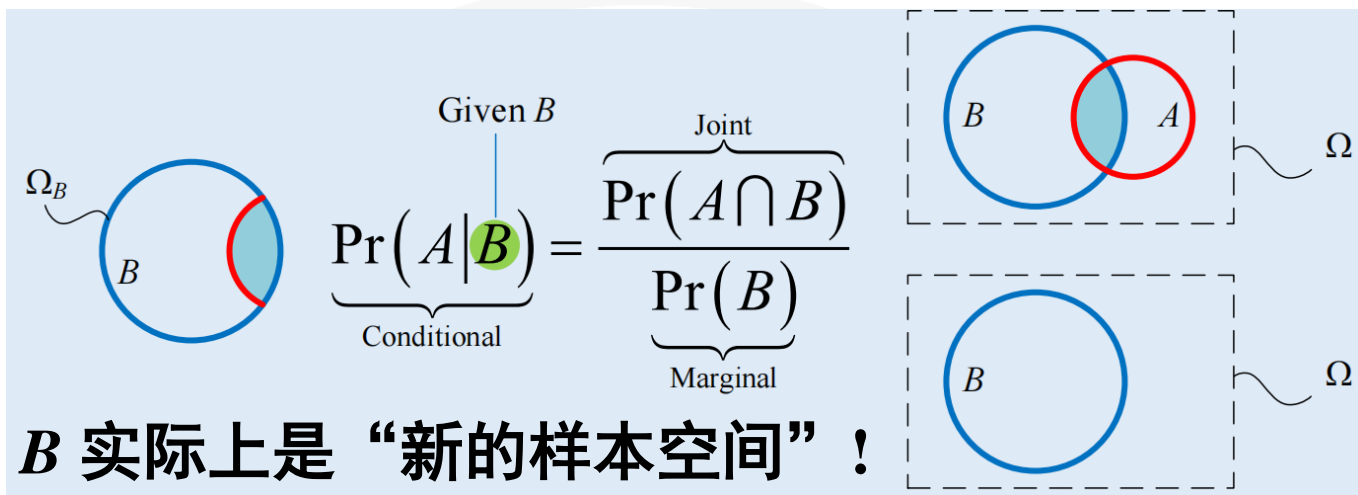 Given B
Joint
Ω_B
B
Pr(A|B) = Pr(A∩B) / Pr(B)
Conditional
Marginal
B
A
Ω
B
Ω
B 实际上是“新的样本空间”!